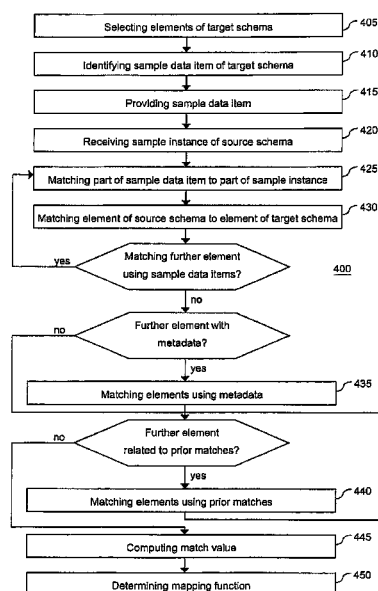 Selecting elements of target schema
405
Identifying sample data item of target schema
410
Providing sample data item
415
Receiving sample instance of source schema
420
Matching part of sample data item to part of sample instance
425
Matching element of source schema to element of target schema
430
yes
Matching further element
using sample data items?
400
no
no
Further element with
metadata?
yes
Matching elements using metadata
435
no
Further element
related to prior matches?
yes
Matching elements using prior matches
440
Computing match value
445
Determining mapping function
450